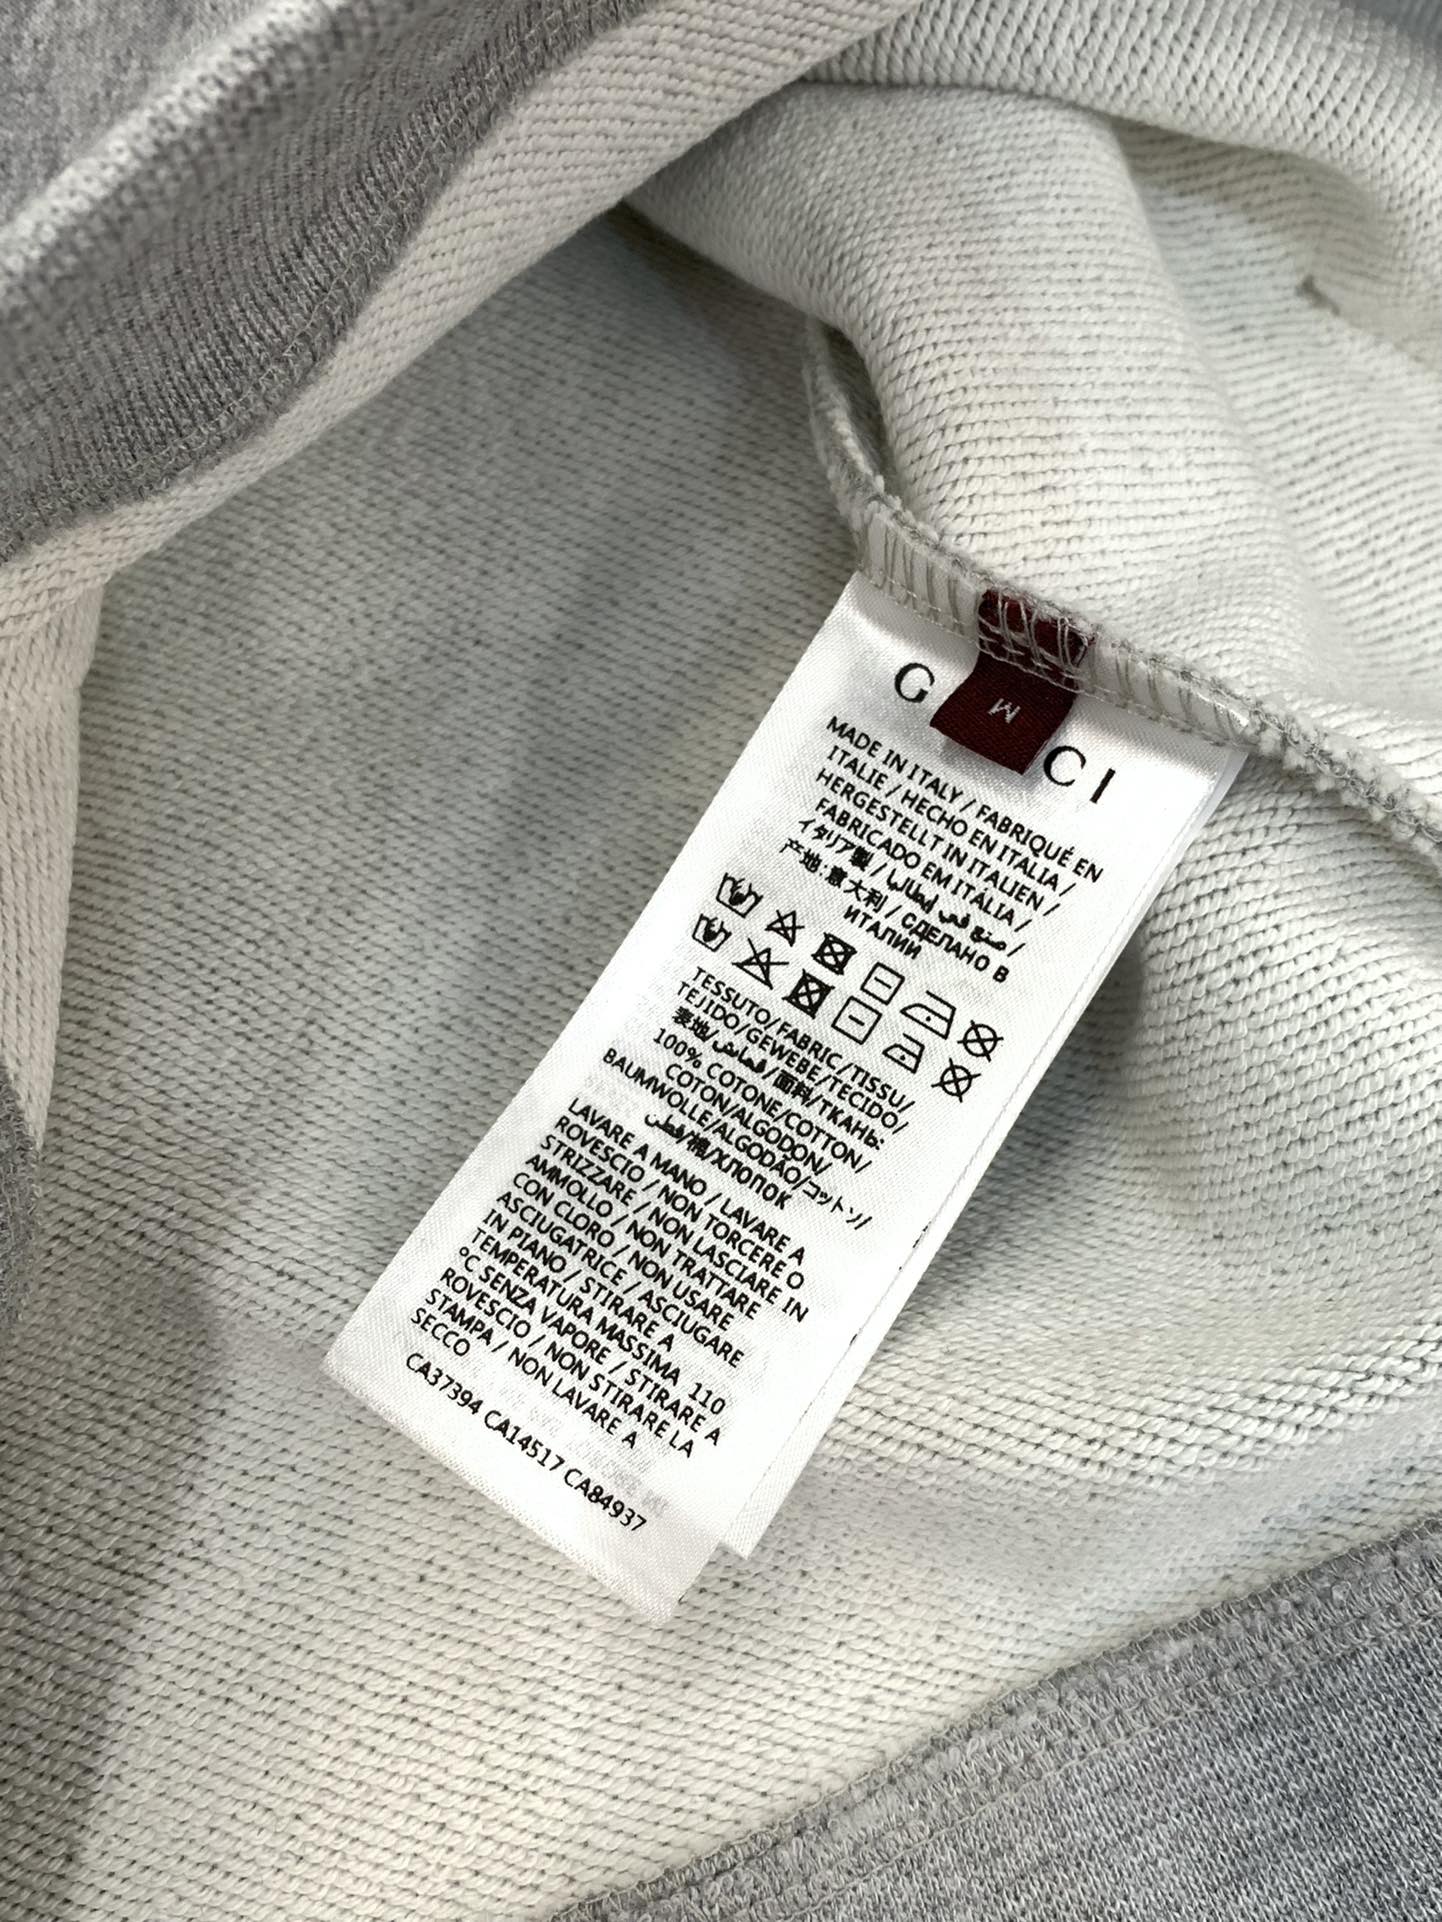 G CI
M
MADE IN ITALY / FABRIQUÉ EN
ITALIE / HECHO EN ITALIA /
HERGESTELLT IN ITALIEN /
FABRICADO EM ITÁLIA /
イタリア製 / صنع في إيطاليا /
产地:意大利 / СДЕЛАНО В
ИТАЛИИ
TESSUTO/FABRIC/TISSU/
TEJIDO/GEWEBE/TECIDO/
表地/قماش/面料/ТКАНЬ:
100% COTONE/COTTON/
COTON/ALGODON/
BAUMWOLLE/ALGODÃO/コットン/
قطن/棉/ХЛОПОК
LAVARE A MANO / LAVARE A
ROVESCIO / NON TORCERE O
STRIZZARE / NON LASCIARE IN
AMMOLLO / NON TRATTARE
CON CLORO / NON USARE
ASCIUGATRICE / ASCIUGARE
IN PIANO / STIRARE A
TEMPERATURA MASSIMA 110
°C SENZA VAPORE / STIRARE A
ROVESCIO / NON STIRARE LA
STAMPA / NON LAVARE A
SECCO
CA37394 CA14517 CA84937